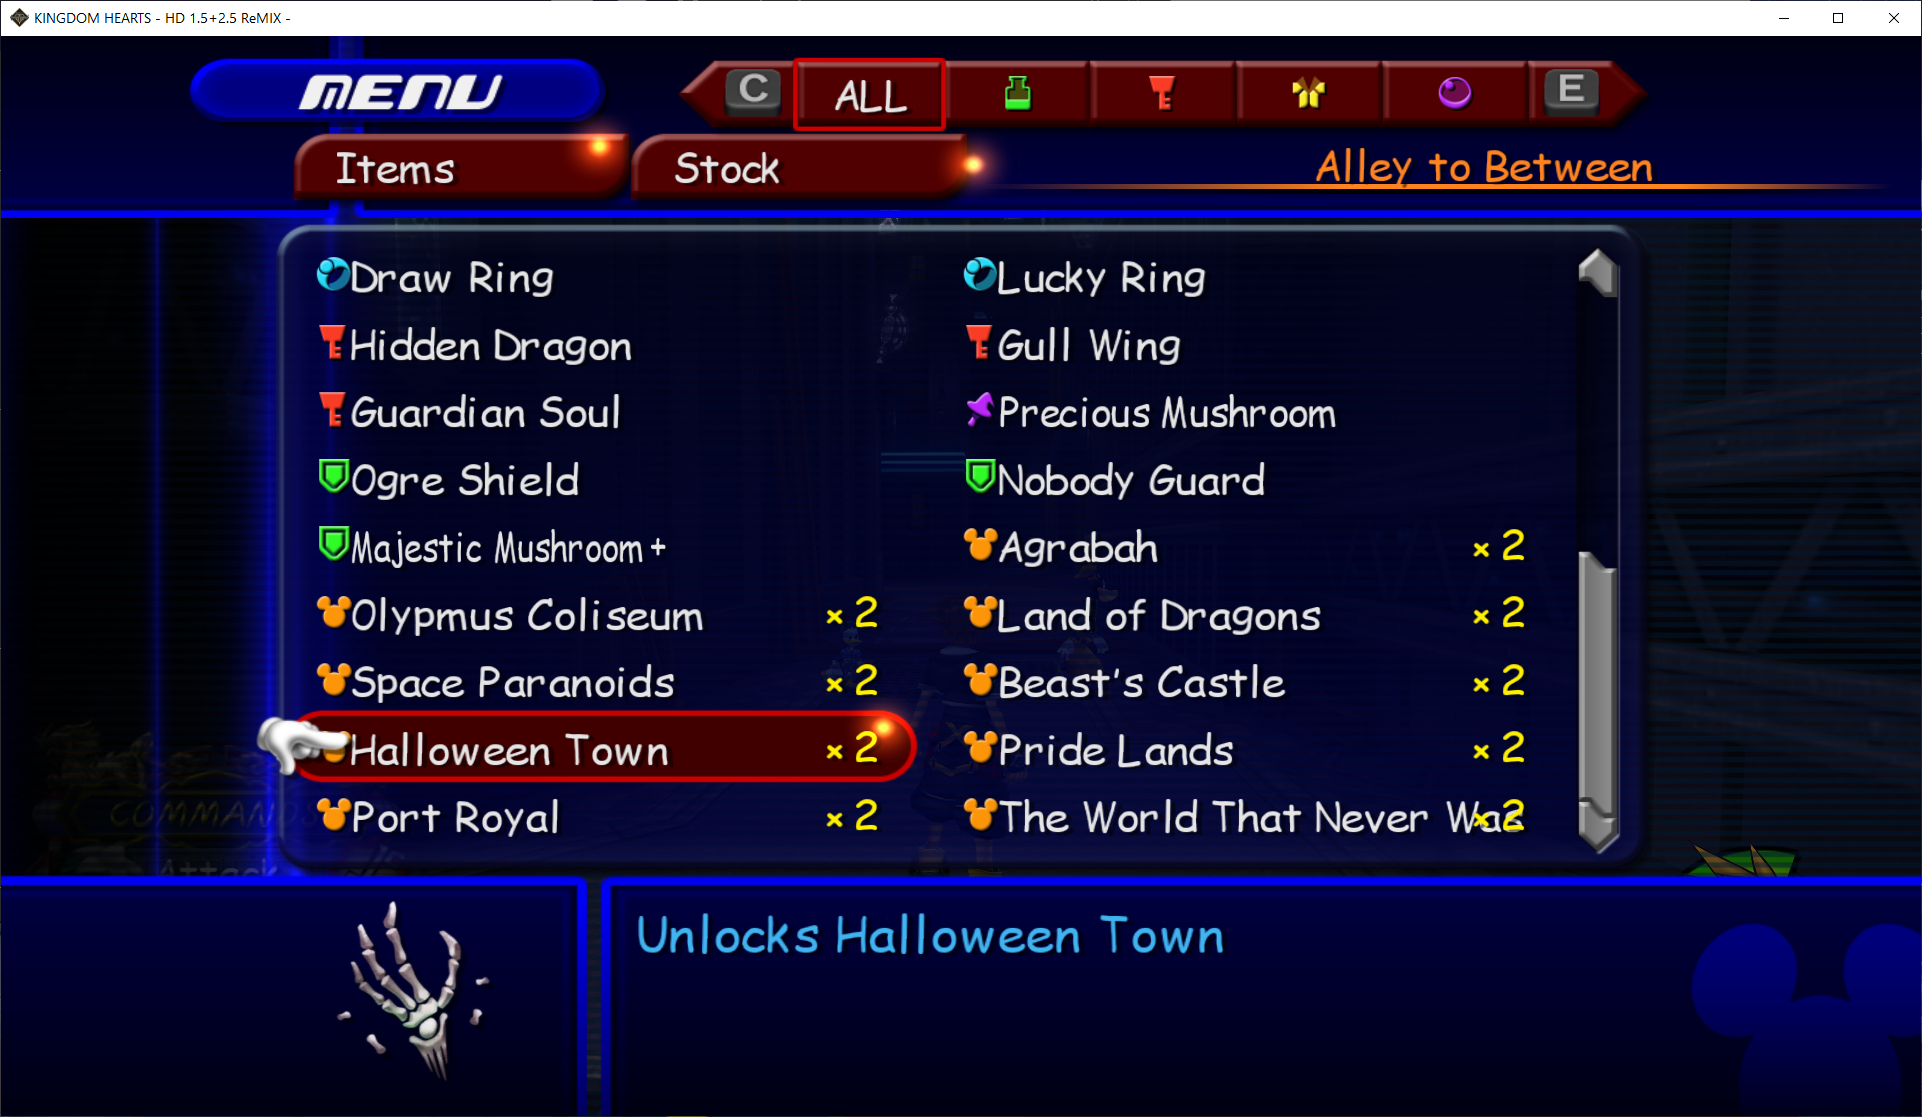 KINGDOM HEARTS - HD 1.5+2.5 ReMIX -
MENU
C
ALL
E
Items
Stock
Alley to Between
Draw Ring
Lucky Ring
Hidden Dragon
Gull Wing
Guardian Soul
Precious Mushroom
Ogre Shield
Nobody Guard
Majestic Mushroom+
Agrabah × 2
Olypmus Coliseum × 2
Land of Dragons × 2
Space Paranoids × 2
Beast's Castle × 2
Halloween Town × 2
Pride Lands × 2
Port Royal × 2
The World That Never Was × 2
COMMANDS
Attack
Unlocks Halloween Town